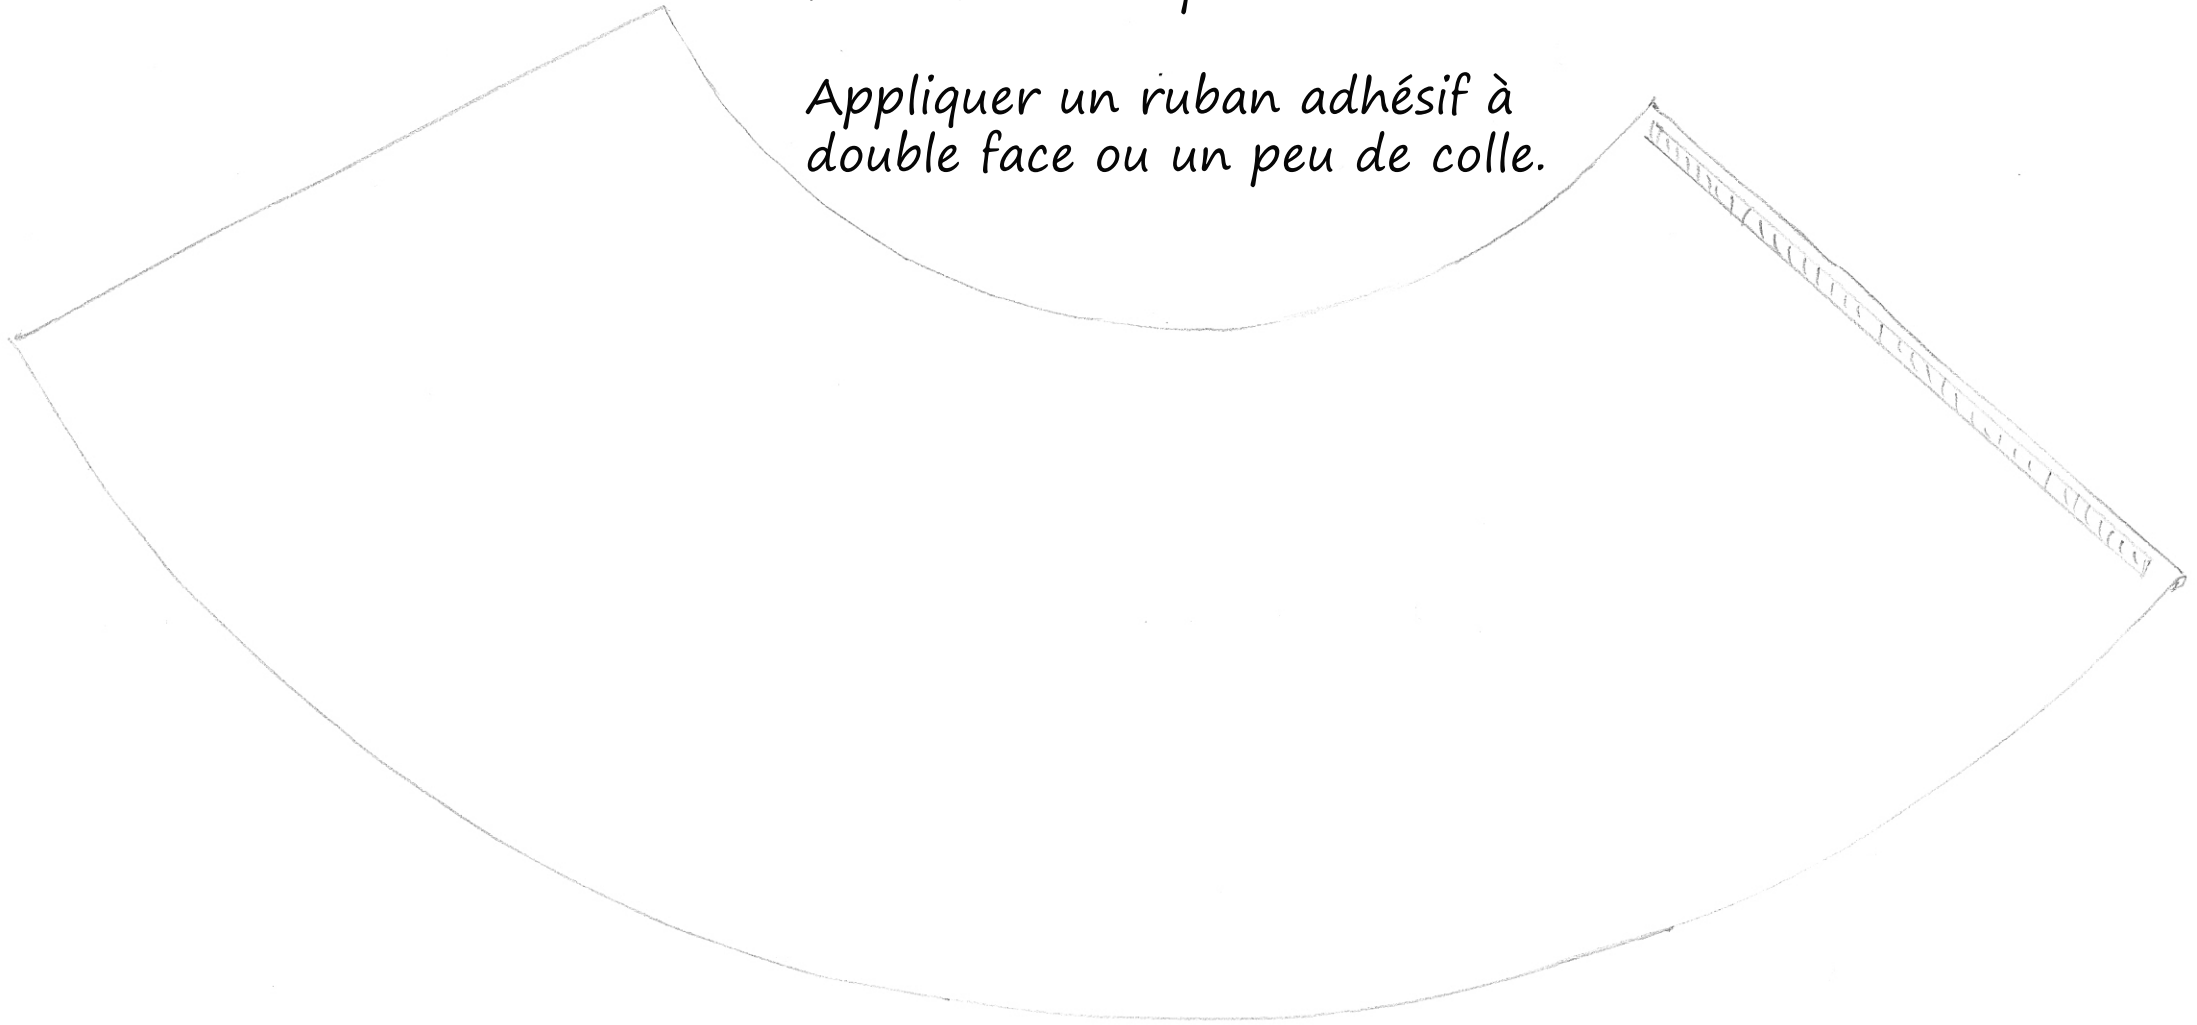 Appliquer un ruban adhésif à
double face ou un peu de colle.